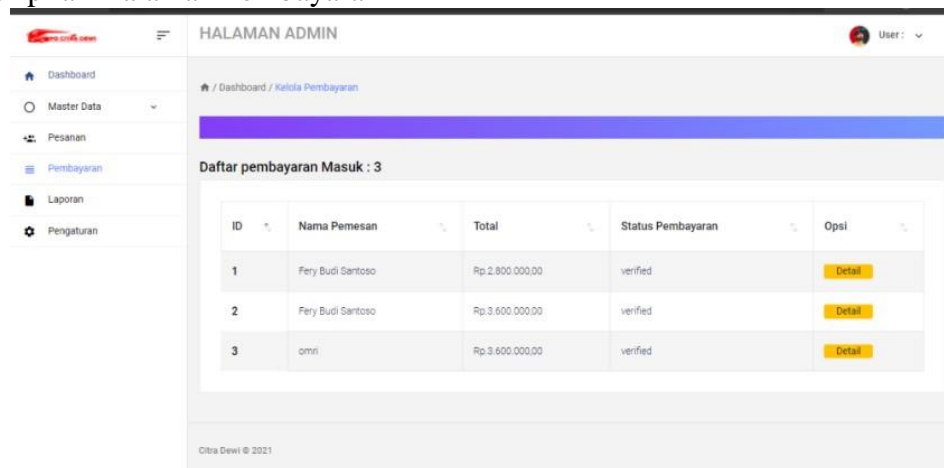 HALAMAN ADMIN
User :
Dashboard
Master Data
Pesanan
Pembayaran
Laporan
Pengaturan
/ Dashboard / Kelola Pembayaran
Daftar pembayaran Masuk : 3
ID Nama Pemesan Total Status Pembayaran Opsi
1 Fery Budi Santoso Rp.2.800.000,00 verified Detail
2 Fery Budi Santoso Rp.3.600.000,00 verified Detail
3 omri Rp.3.600.000,00 verified Detail
Citra Dewi © 2021